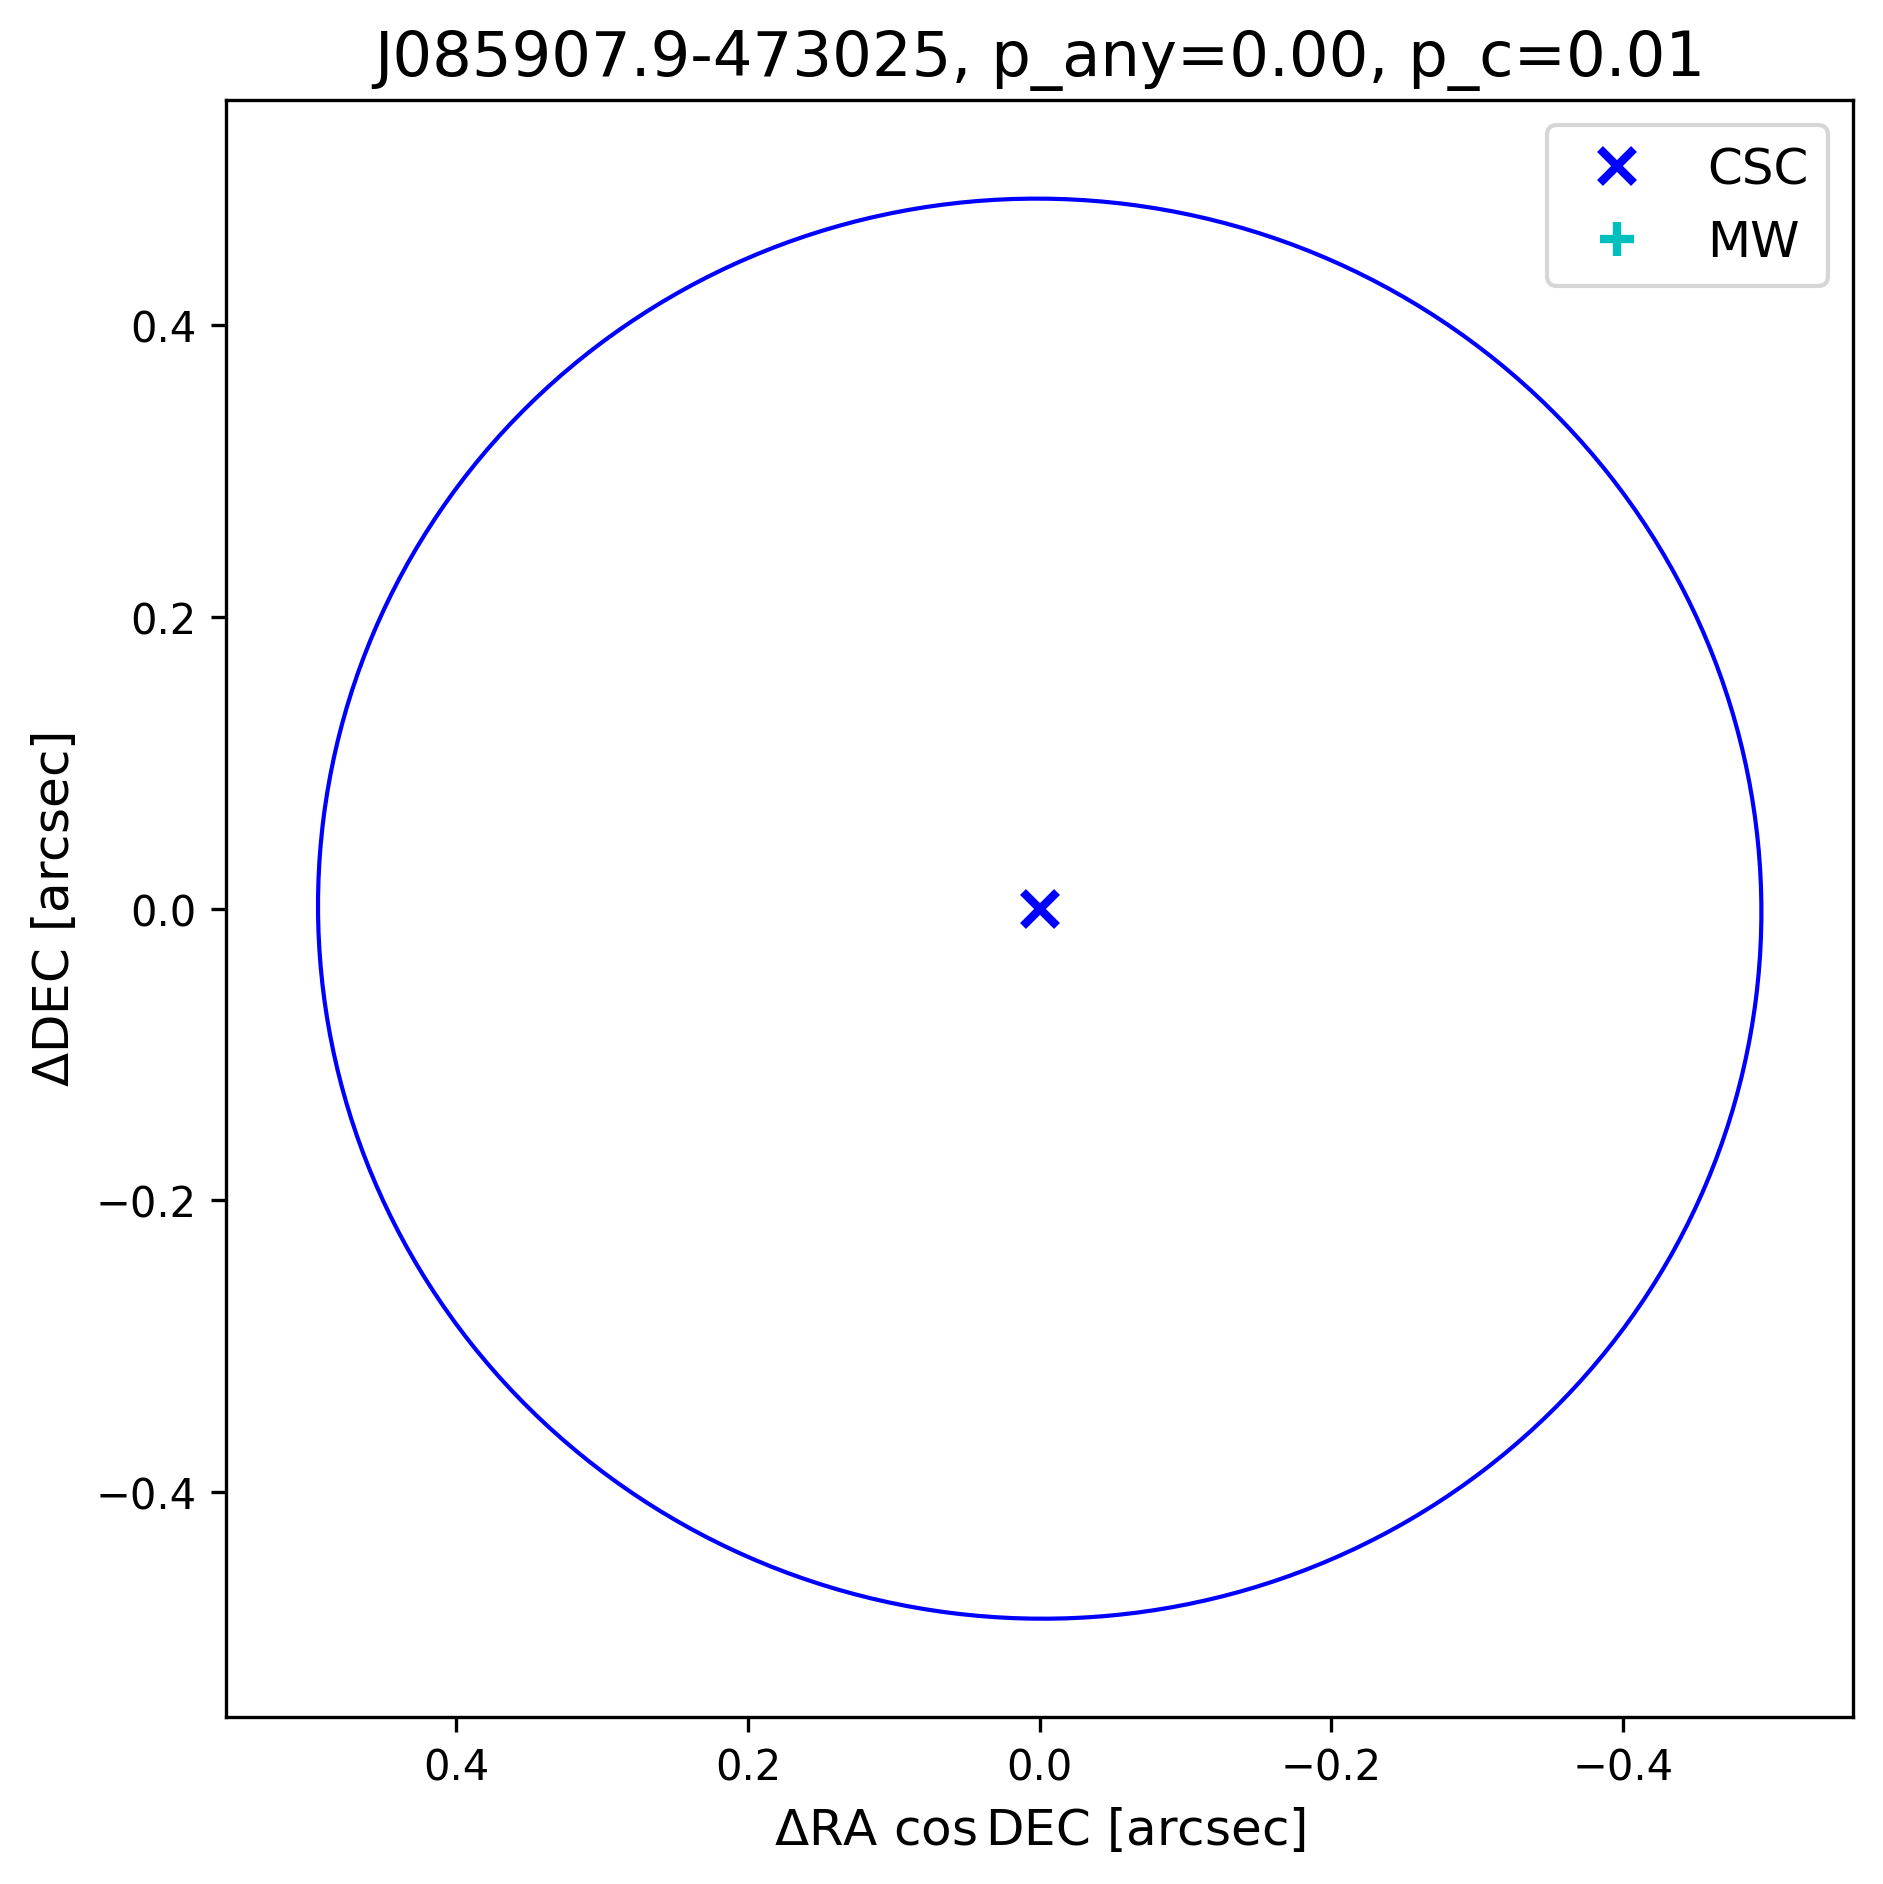 J085907.9-473025, p_any=0.00, p_c=0.01
CSC
MW
0.4
0.2
0.0
−0.2
−0.4
ΔDEC [arcsec]
0.4 0.2 0.0 −0.2 −0.4
ΔRA cos DEC [arcsec]